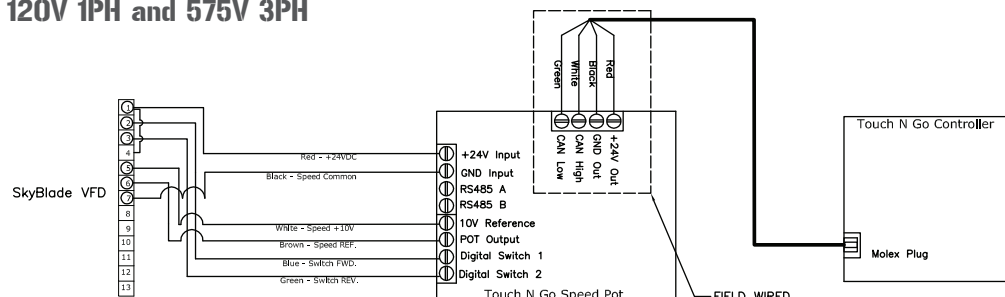 120V 1PH and 575V 3PH
Green
White
Black
Red
CAN Low
CAN High
GND Out
+24V Out
Touch N Go Controller
Molex Plug
SkyBlade VFD
1
2
3
4
5
6
7
8
9
10
11
12
13
Red - +24VDC
Black - Speed Common
White - Speed +10V
Brown - Speed REF.
Blue - Switch FWD.
Green - Switch REV.
+24V Input
GND Input
RS485 A
RS485 B
10V Reference
POT Output
Digital Switch 1
Digital Switch 2
Touch N Go Speed Pot
FIELD WIRED